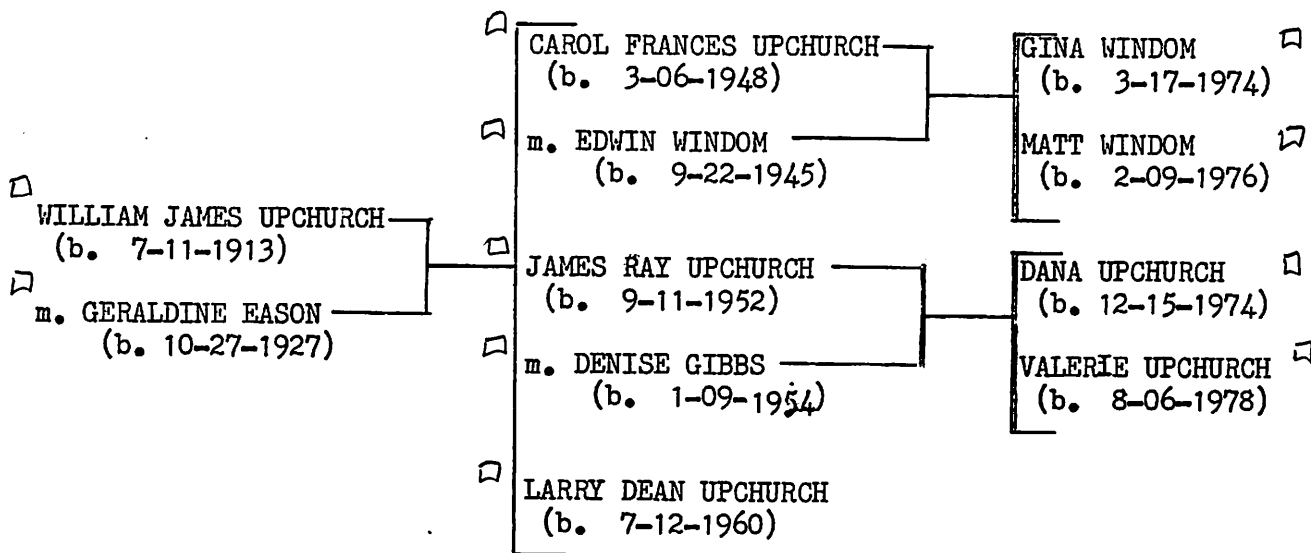 WILLIAM JAMES UPCHURCH
(b. 7-11-1913)
m. GERALDINE EASON
(b. 10-27-1927)
CAROL FRANCES UPCHURCH
(b. 3-06-1948)
m. EDWIN WINDOM
(b. 9-22-1945)
JAMES RAY UPCHURCH
(b. 9-11-1952)
m. DENISE GIBBS
(b. 1-09-1954)
LARRY DEAN UPCHURCH
(b. 7-12-1960)
GINA WINDOM
(b. 3-17-1974)
MATT WINDOM
(b. 2-09-1976)
DANA UPCHURCH
(b. 12-15-1974)
VALERIE UPCHURCH
(b. 8-06-1978)